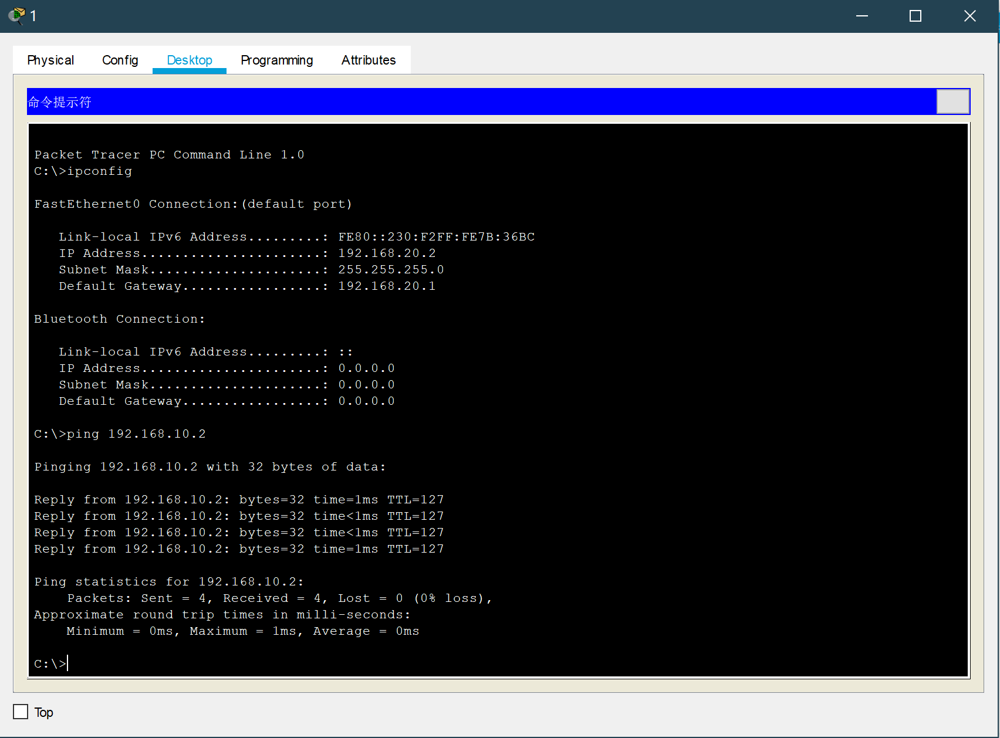 1
Physical Config Desktop Programming Attributes
命令提示符
Packet Tracer PC Command Line 1.0
C:\>ipconfig
FastEthernet0 Connection:(default port)
Link-local IPv6 Address.........: FE80::230:F2FF:FE7B:36BC
IP Address......................: 192.168.20.2
Subnet Mask.....................: 255.255.255.0
Default Gateway.................: 192.168.20.1
Bluetooth Connection:
Link-local IPv6 Address.........: ::
IP Address......................: 0.0.0.0
Subnet Mask.....................: 0.0.0.0
Default Gateway.................: 0.0.0.0
C:\>ping 192.168.10.2
Pinging 192.168.10.2 with 32 bytes of data:
Reply from 192.168.10.2: bytes=32 time=1ms TTL=127
Reply from 192.168.10.2: bytes=32 time<1ms TTL=127
Reply from 192.168.10.2: bytes=32 time<1ms TTL=127
Reply from 192.168.10.2: bytes=32 time=1ms TTL=127
Ping statistics for 192.168.10.2:
Packets: Sent = 4, Received = 4, Lost = 0 (0% loss),
Approximate round trip times in milli-seconds:
Minimum = 0ms, Maximum = 1ms, Average = 0ms
C:\>
Top